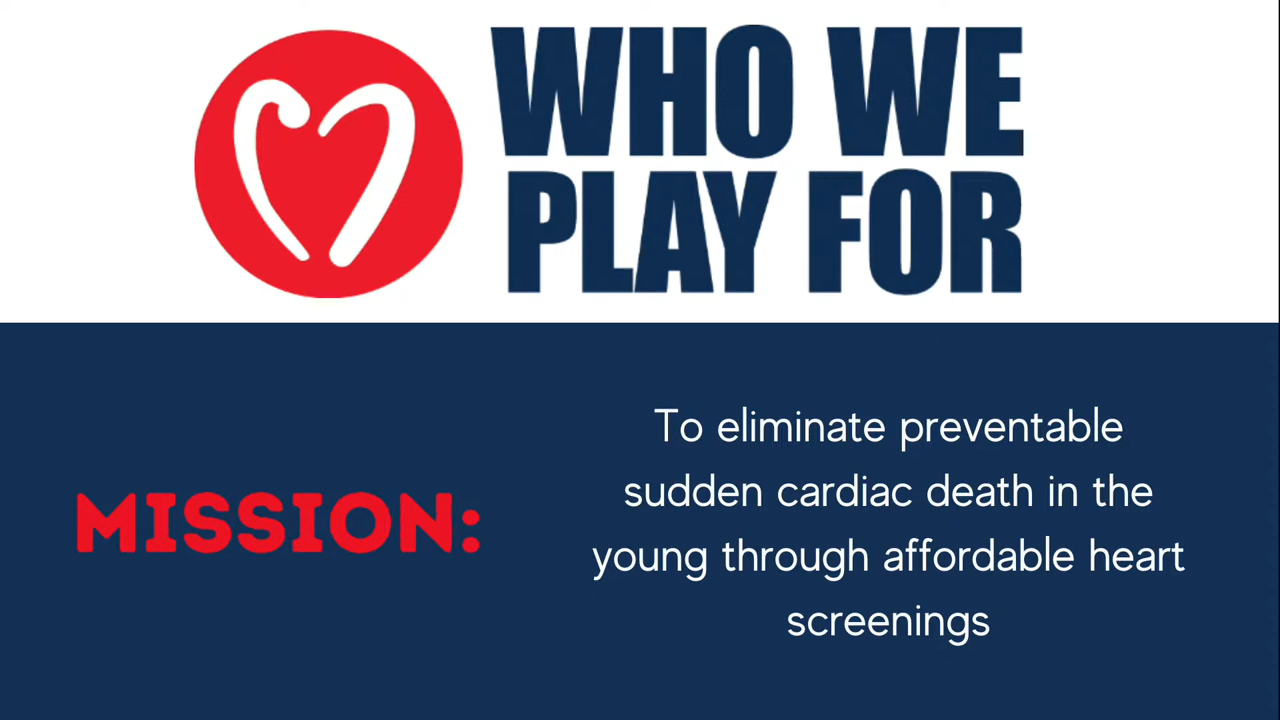 WHO WE
PLAY FOR
MISSION:
To eliminate preventable
sudden cardiac death in the
young through affordable heart
screenings